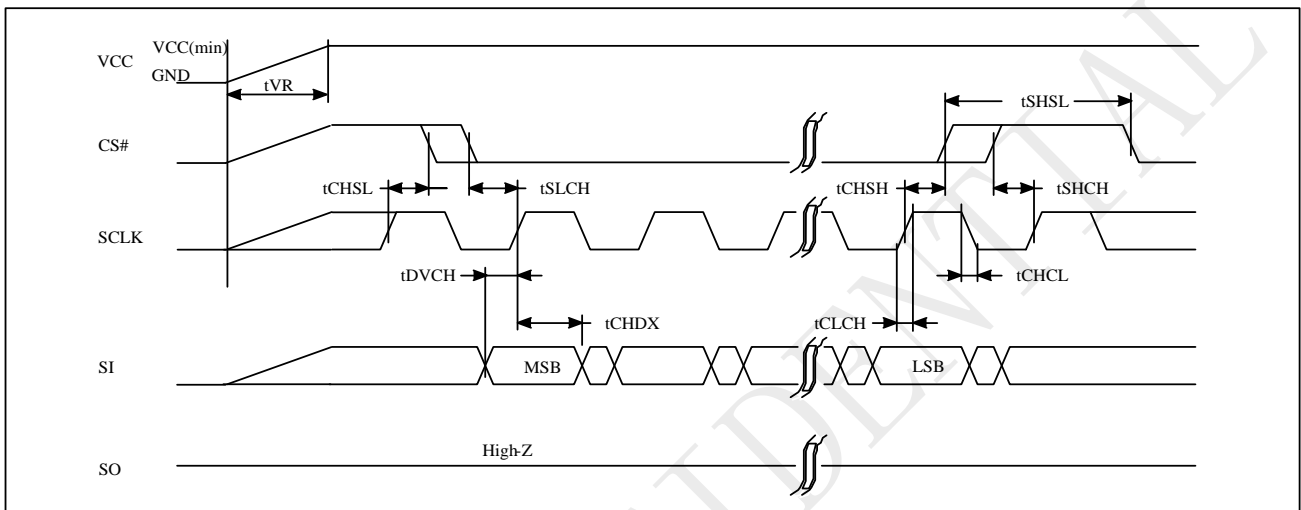 VCC(min)
VCC
GND
tVR
tSHSL
CS#
tCHSL
tSLCH
tCHSH
tSHCH
SCLK
tDVCH
tCHCL
tCHDX
tCLCH
SI
MSB
LSB
High-Z
SO
IDENTIAL